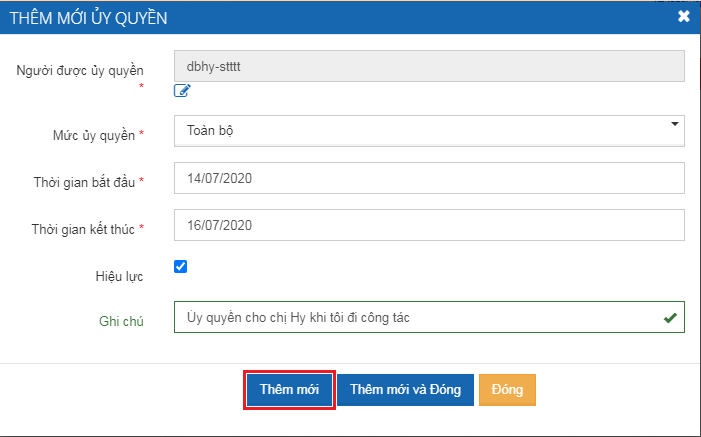 THÊM MỚI ỦY QUYỀN
Người được ủy quyền *
dbhy-stttt
Mức ủy quyền *
Toàn bộ
Thời gian bắt đầu *
14/07/2020
Thời gian kết thúc *
16/07/2020
Hiệu lực
Ghi chú
Ủy quyền cho chị Hy khi tôi đi công tác
Thêm mới
Thêm mới và Đóng
Đóng